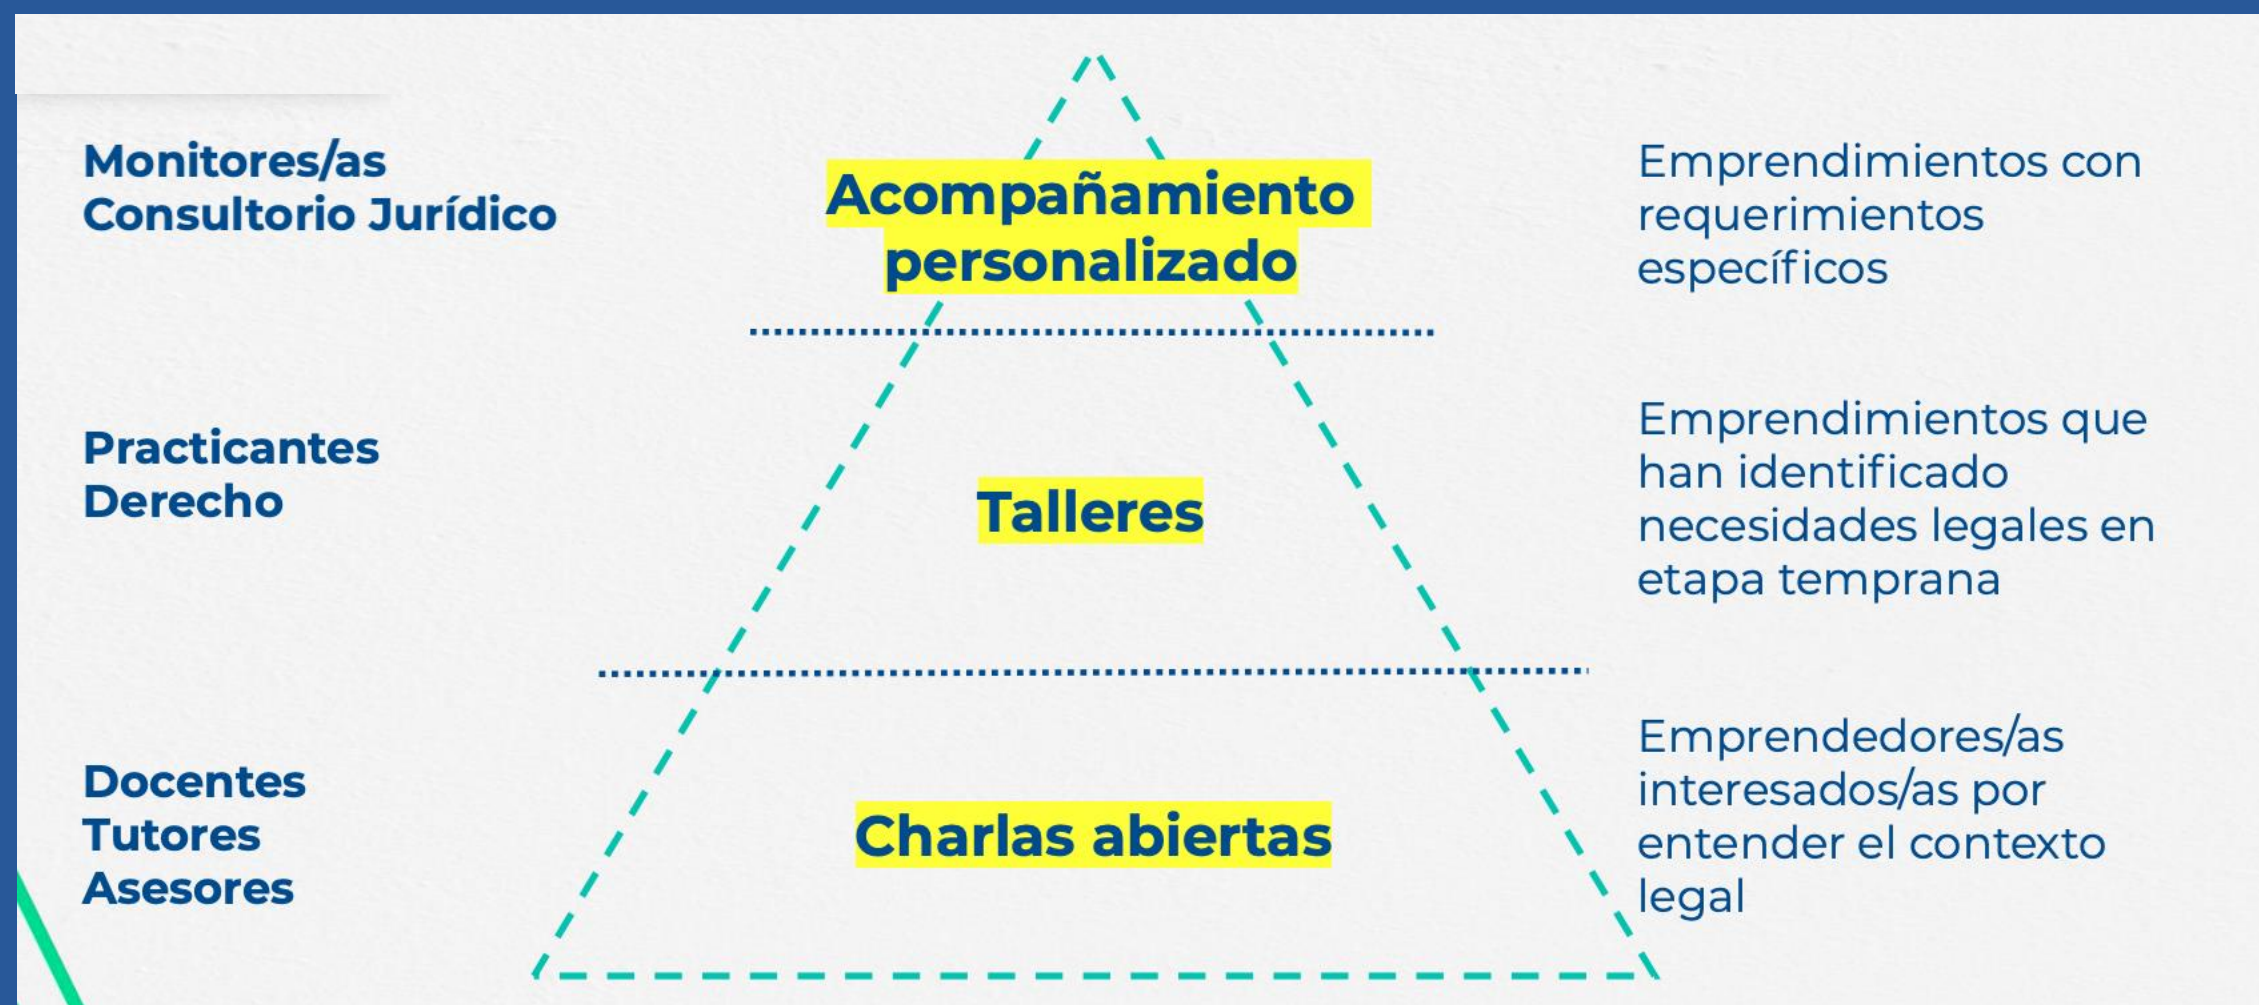 Monitores/as
Consultorio Jurídico
Acompañamiento
personalizado
Emprendimientos con
requerimientos
específicos
Practicantes
Derecho
Talleres
Emprendimientos que
han identificado
necesidades legales en
etapa temprana
Docentes
Tutores
Asesores
Charlas abiertas
Emprendedores/as
interesados/as por
entender el contexto
legal